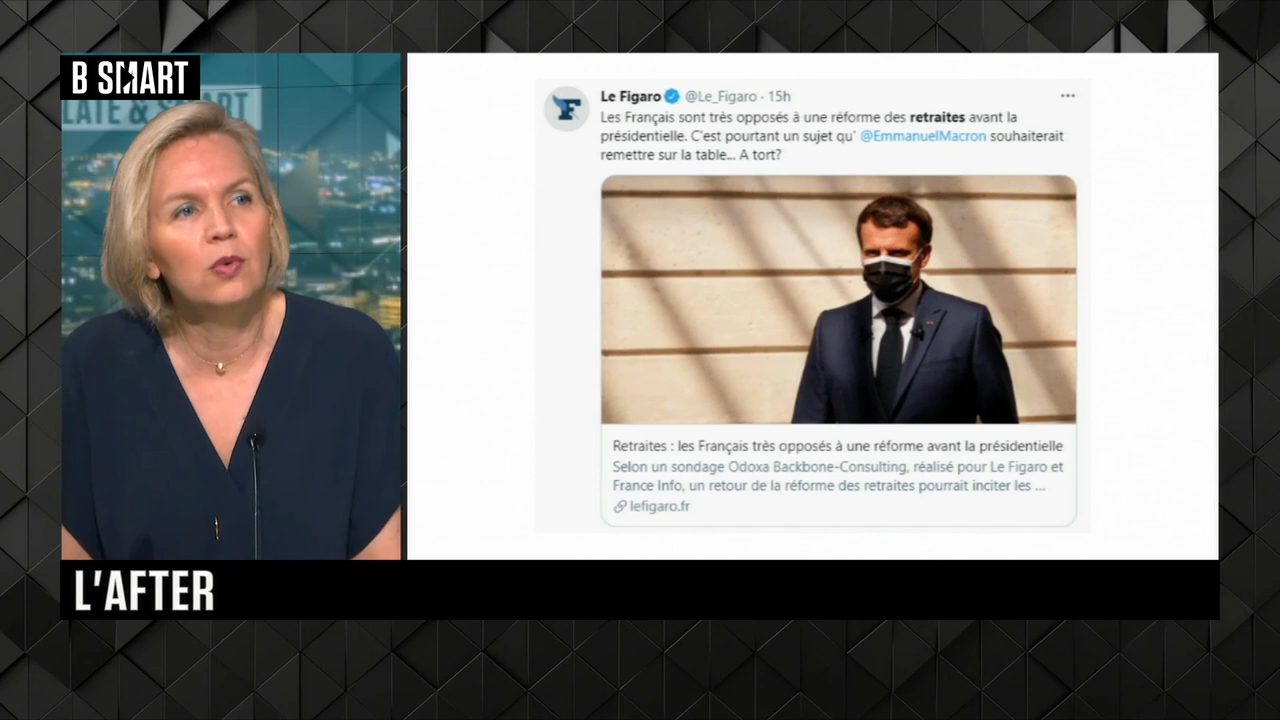 B SMART
LATE & SMART
Le Figaro @Le_Figaro · 15h
Les Français sont très opposés à une réforme des retraites avant la
présidentielle. C'est pourtant un sujet qu' @EmmanuelMacron souhaiterait
remettre sur la table... A tort?
Retraites : les Français très opposés à une réforme avant la présidentielle
Selon un sondage Odoxa Backbone-Consulting, réalisé pour Le Figaro et
France Info, un retour de la réforme des retraites pourrait inciter les ...
lefigaro.fr
L'AFTER